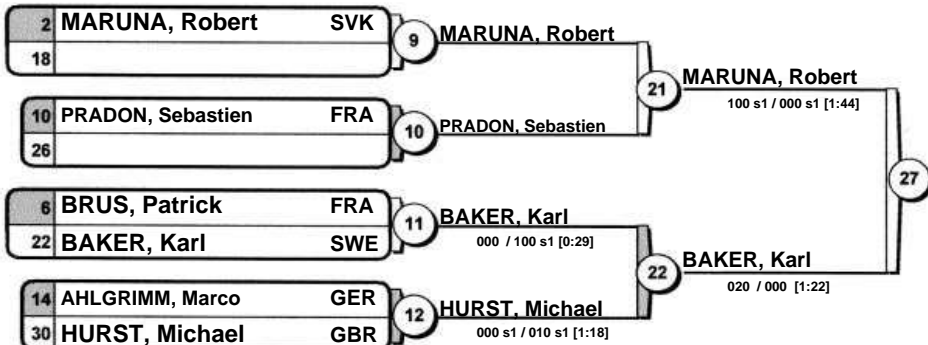 2 MARUNA, Robert SVK
18
9
MARUNA, Robert
10 PRADON, Sebastien FRA
26
10
PRADON, Sebastien
21
MARUNA, Robert
100 s1 / 000 s1 [1:44]
6 BRUS, Patrick FRA
22 BAKER, Karl SWE
11
BAKER, Karl
000 / 100 s1 [0:29]
14 AHLGRIMM, Marco GER
30 HURST, Michael GBR
12
HURST, Michael
000 s1 / 010 s1 [1:18]
22
BAKER, Karl
020 / 000 [1:22]
27